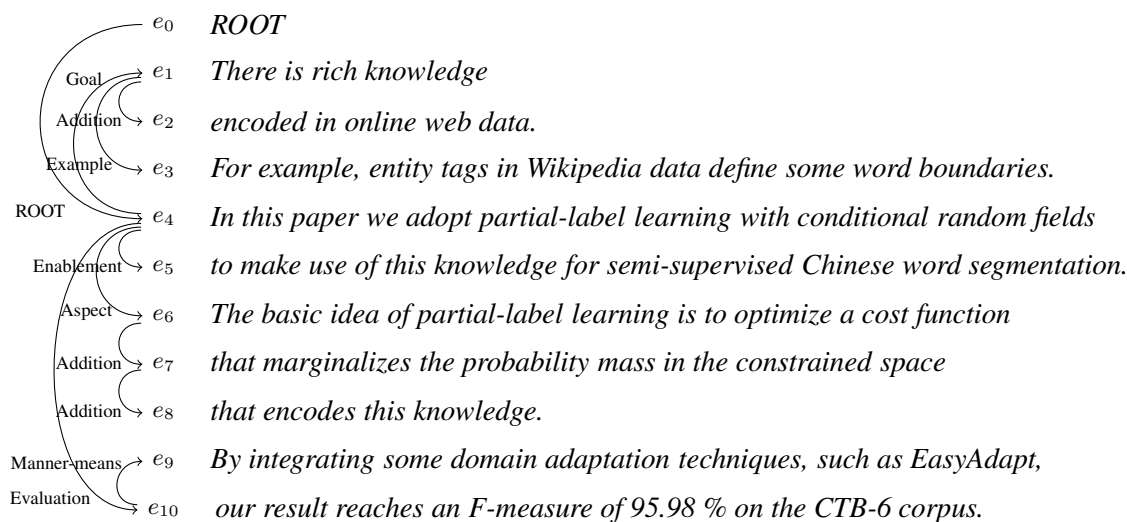 e0 ROOT
Goal e1 There is rich knowledge
Addition e2 encoded in online web data.
Example e3 For example, entity tags in Wikipedia data define some word boundaries.
ROOT e4 In this paper we adopt partial-label learning with conditional random fields
Enablement e5 to make use of this knowledge for semi-supervised Chinese word segmentation.
Aspect e6 The basic idea of partial-label learning is to optimize a cost function
Addition e7 that marginalizes the probability mass in the constrained space
Addition e8 that encodes this knowledge.
Manner-means e9 By integrating some domain adaptation techniques, such as EasyAdapt,
Evaluation e10 our result reaches an F-measure of 95.98 % on the CTB-6 corpus.